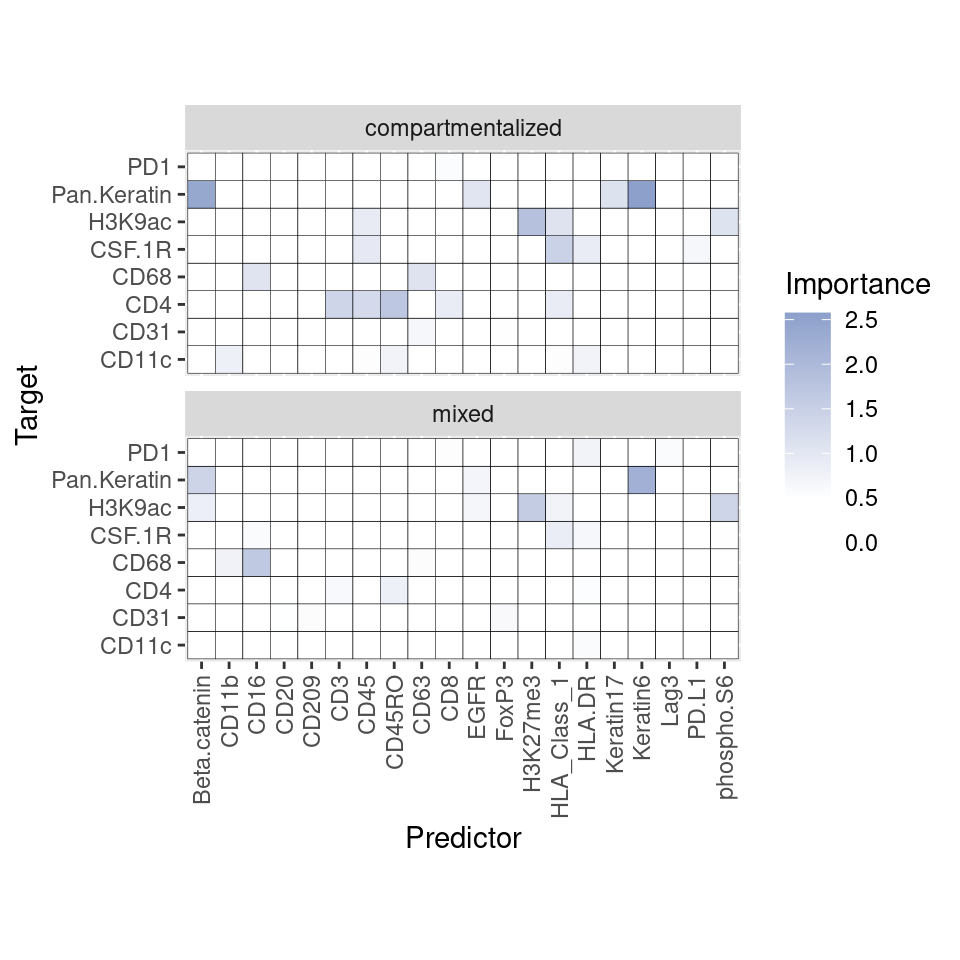 compartmentalized
PD1
Pan.Keratin
H3K9ac
CSF.1R
CD68
CD4
CD31
CD11c
mixed
PD1
Pan.Keratin
H3K9ac
CSF.1R
CD68
CD4
CD31
CD11c
Target
Beta.catenin
CD11b
CD16
CD20
CD209
CD3
CD45
CD45RO
CD63
CD8
EGFR
FoxP3
H3K27me3
HLA_Class_1
HLA.DR
Keratin17
Keratin6
Lag3
PD.L1
phospho.S6
Predictor
Importance
2.5
2.0
1.5
1.0
0.5
0.0